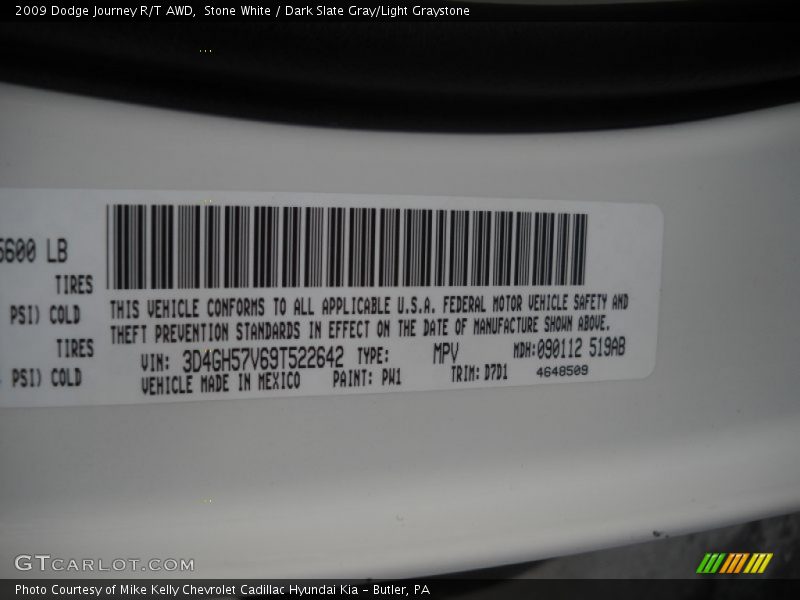 2009 Dodge Journey R/T AWD, Stone White / Dark Slate Gray/Light Graystone
5600 LB
TIRES
PSI) COLD
TIRES
PSI) COLD
THIS VEHICLE CONFORMS TO ALL APPLICABLE U.S.A. FEDERAL MOTOR VEHICLE SAFETY AND
THEFT PREVENTION STANDARDS IN EFFECT ON THE DATE OF MANUFACTURE SHOWN ABOVE.
VIN: 3D4GH57V69T522642 TYPE: MPV MDH:090112 519AB
VEHICLE MADE IN MEXICO PAINT: PW1 TRIM: D7D1 4648509
GTCARLOT.COM
Photo Courtesy of Mike Kelly Chevrolet Cadillac Hyundai Kia – Butler, PA